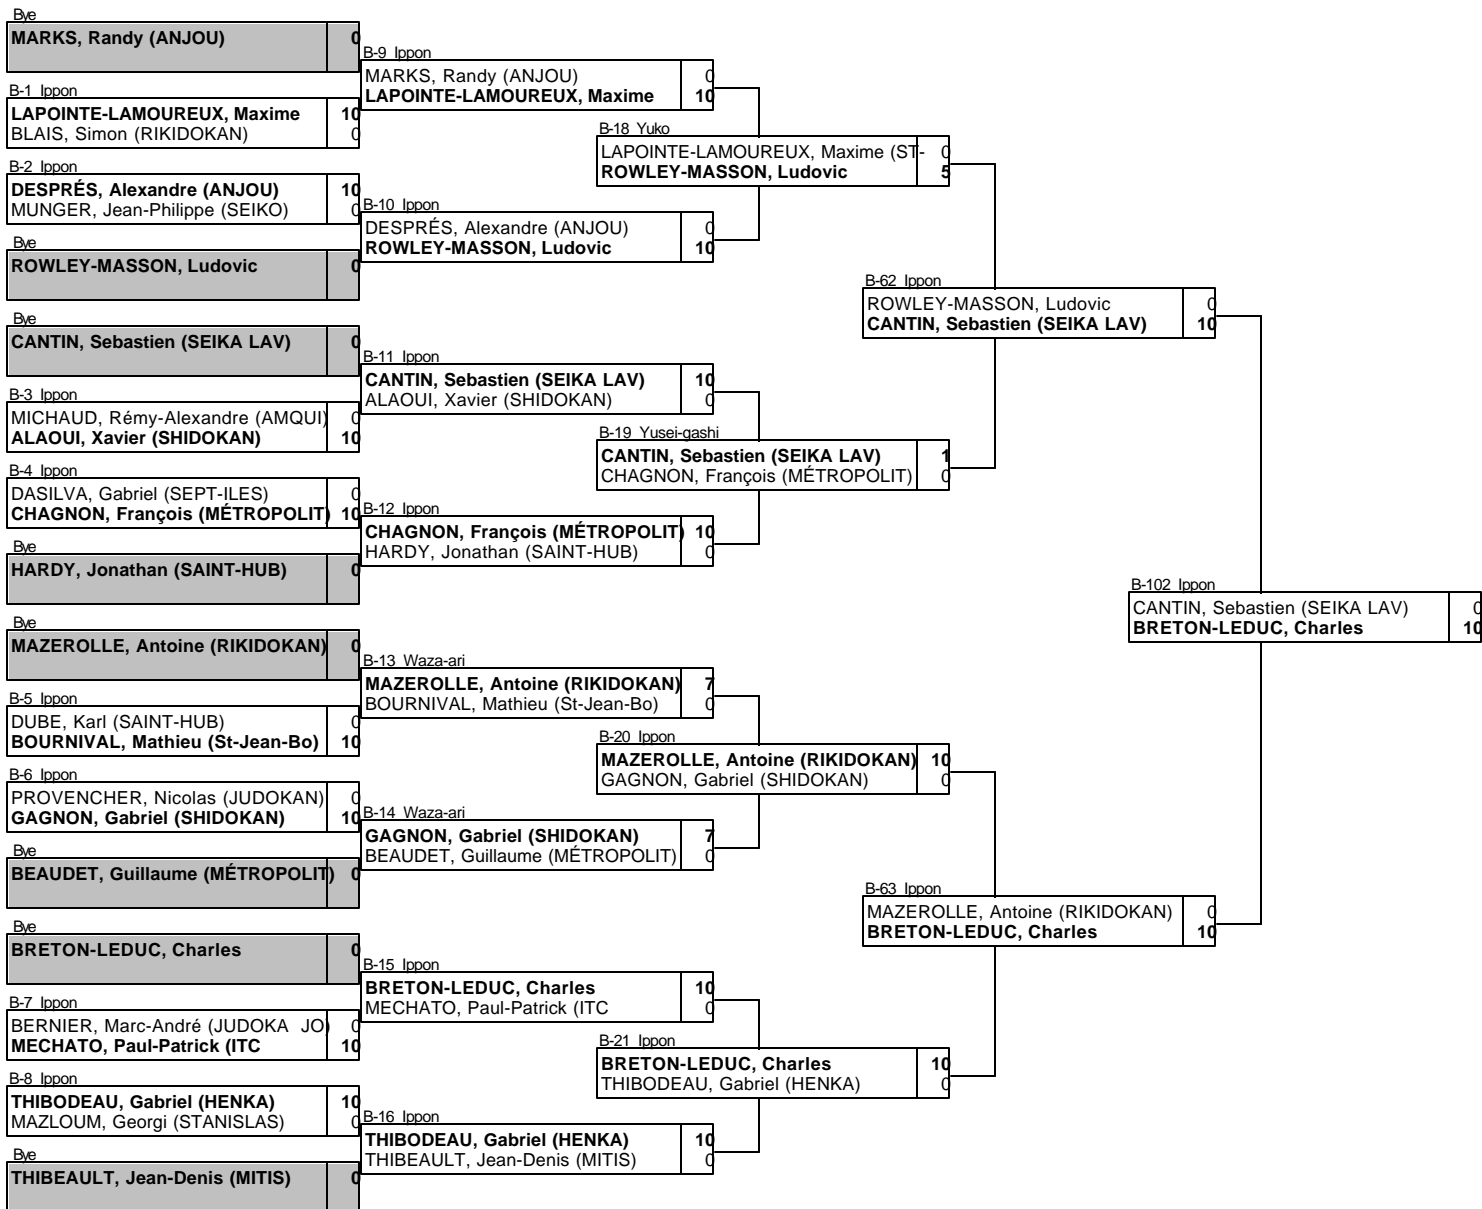 Bye
MARKS, Randy (ANJOU) 0
B-1 Ippon
LAPOINTE-LAMOUREUX, Maxime 10
BLAIS, Simon (RIKIDOKAN) 0
B-2 Ippon
DESPRÉS, Alexandre (ANJOU) 10
MUNGER, Jean-Philippe (SEIKO) 0
Bye
ROWLEY-MASSON, Ludovic 0
Bye
CANTIN, Sebastien (SEIKA LAV) 0
B-3 Ippon
MICHAUD, Rémy-Alexandre (AMQUI) 0
ALAOUI, Xavier (SHIDOKAN) 10
B-4 Ippon
DASILVA, Gabriel (SEPT-ILES) 0
CHAGNON, François (MÉTROPOLIT) 10
Bye
HARDY, Jonathan (SAINT-HUB) 0
Bye
MAZEROLLE, Antoine (RIKIDOKAN) 0
B-5 Ippon
DUBE, Karl (SAINT-HUB) 0
BOURNIVAL, Mathieu (St-Jean-Bo) 10
B-6 Ippon
PROVENCHER, Nicolas (JUDOKAN) 0
GAGNON, Gabriel (SHIDOKAN) 10
Bye
BEAUDET, Guillaume (MÉTROPOLIT) 0
Bye
BRETON-LEDUC, Charles 0
B-7 Ippon
BERNIER, Marc-André (JUDOKA JO) 0
MECHATO, Paul-Patrick (ITC 10
B-8 Ippon
THIBODEAU, Gabriel (HENKA) 10
MAZLOUM, Georgi (STANISLAS) 0
Bye
THIBEAULT, Jean-Denis (MITIS) 0
B-9 Ippon
MARKS, Randy (ANJOU) 0
LAPOINTE-LAMOUREUX, Maxime 10
B-10 Ippon
DESPRÉS, Alexandre (ANJOU) 0
ROWLEY-MASSON, Ludovic 10
B-11 Ippon
CANTIN, Sebastien (SEIKA LAV) 10
ALAOUI, Xavier (SHIDOKAN) 0
B-12 Ippon
CHAGNON, François (MÉTROPOLIT) 10
HARDY, Jonathan (SAINT-HUB) 0
B-13 Waza-ari
MAZEROLLE, Antoine (RIKIDOKAN) 7
BOURNIVAL, Mathieu (St-Jean-Bo) 0
B-14 Waza-ari
GAGNON, Gabriel (SHIDOKAN) 7
BEAUDET, Guillaume (MÉTROPOLIT) 0
B-15 Ippon
BRETON-LEDUC, Charles 10
MECHATO, Paul-Patrick (ITC 0
B-16 Ippon
THIBODEAU, Gabriel (HENKA) 10
THIBEAULT, Jean-Denis (MITIS) 0
B-18 Yuko
LAPOINTE-LAMOUREUX, Maxime (ST- 0
ROWLEY-MASSON, Ludovic 5
B-19 Yusei-gashi
CANTIN, Sebastien (SEIKA LAV) 1
CHAGNON, François (MÉTROPOLIT) 0
B-20 Ippon
MAZEROLLE, Antoine (RIKIDOKAN) 10
GAGNON, Gabriel (SHIDOKAN) 0
B-21 Ippon
BRETON-LEDUC, Charles 10
THIBODEAU, Gabriel (HENKA) 0
B-62 Ippon
ROWLEY-MASSON, Ludovic 0
CANTIN, Sebastien (SEIKA LAV) 10
B-63 Ippon
MAZEROLLE, Antoine (RIKIDOKAN) 0
BRETON-LEDUC, Charles 10
B-102 Ippon
CANTIN, Sebastien (SEIKA LAV) 0
BRETON-LEDUC, Charles 10